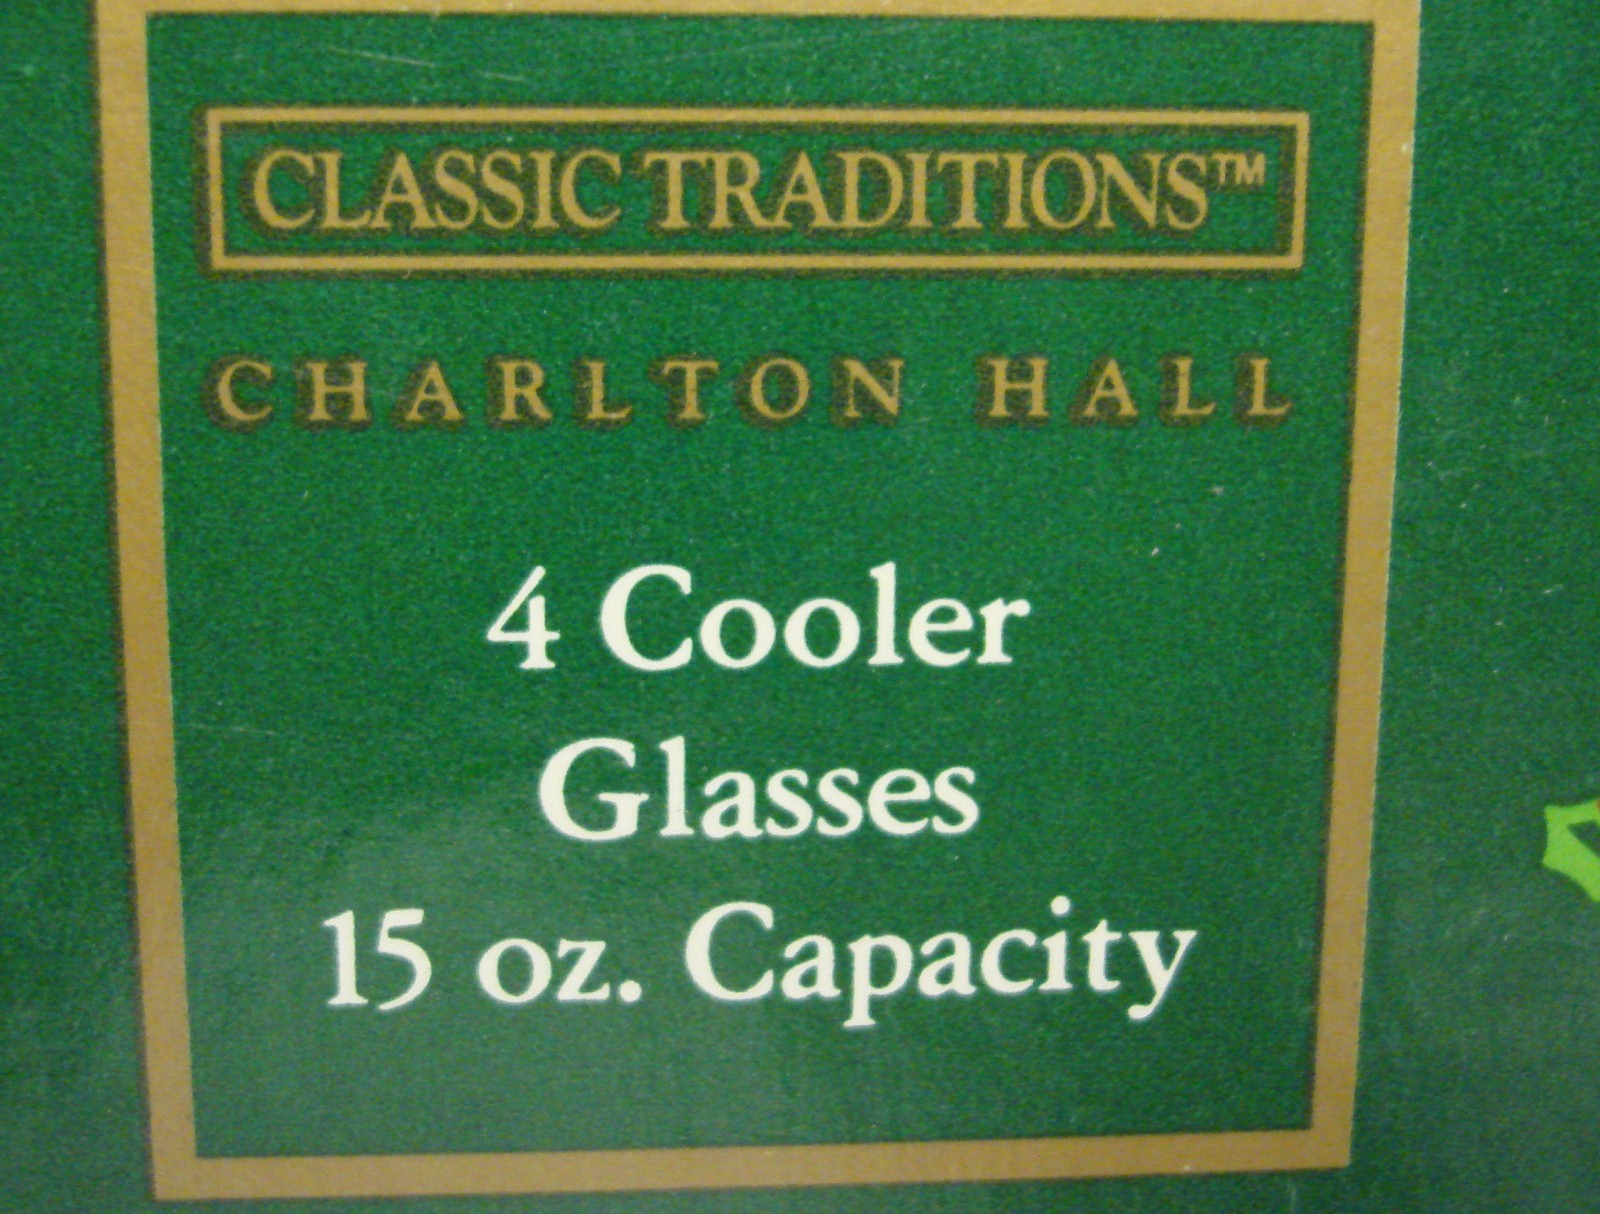 CLASSIC TRADITIONS™
CHARLTON HALL
4 Cooler
Glasses
15 oz. Capacity